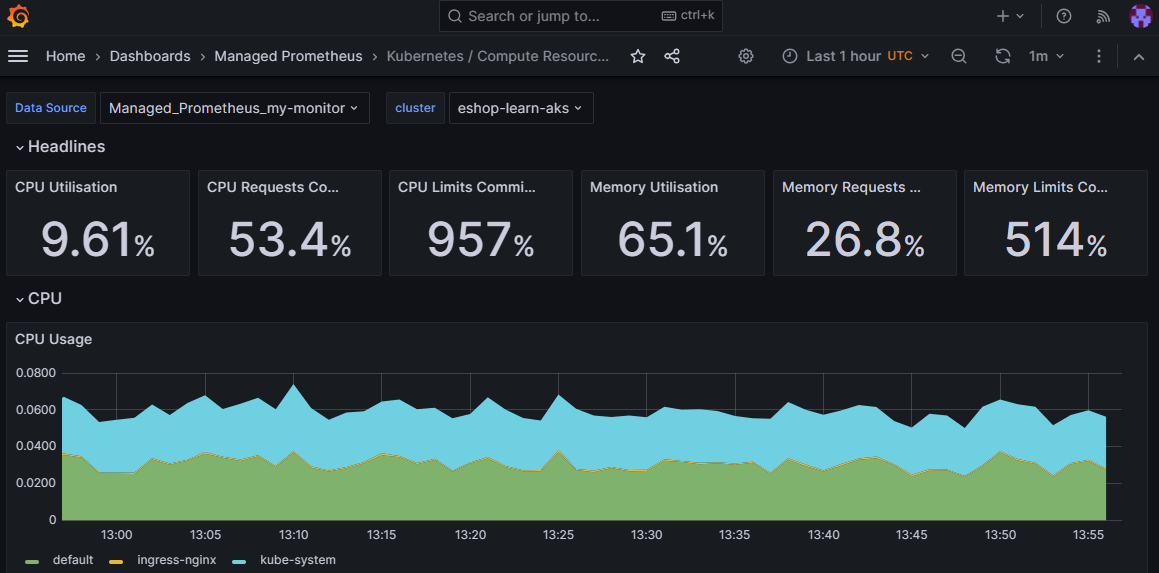 Search or jump to... ctrl+k
Home › Dashboards › Managed Prometheus › Kubernetes / Compute Resourc... Last 1 hour UTC 1m
Data Source Managed_Prometheus_my-monitor cluster eshop-learn-aks
Headlines
CPU Utilisation CPU Requests Co... CPU Limits Commi... Memory Utilisation Memory Requests ... Memory Limits Co...
9.61% 53.4% 957% 65.1% 26.8% 514%
CPU
CPU Usage
0.0800
0.0600
0.0400
0.0200
0
13:00 13:05 13:10 13:15 13:20 13:25 13:30 13:35 13:40 13:45 13:50 13:55
default ingress-nginx kube-system